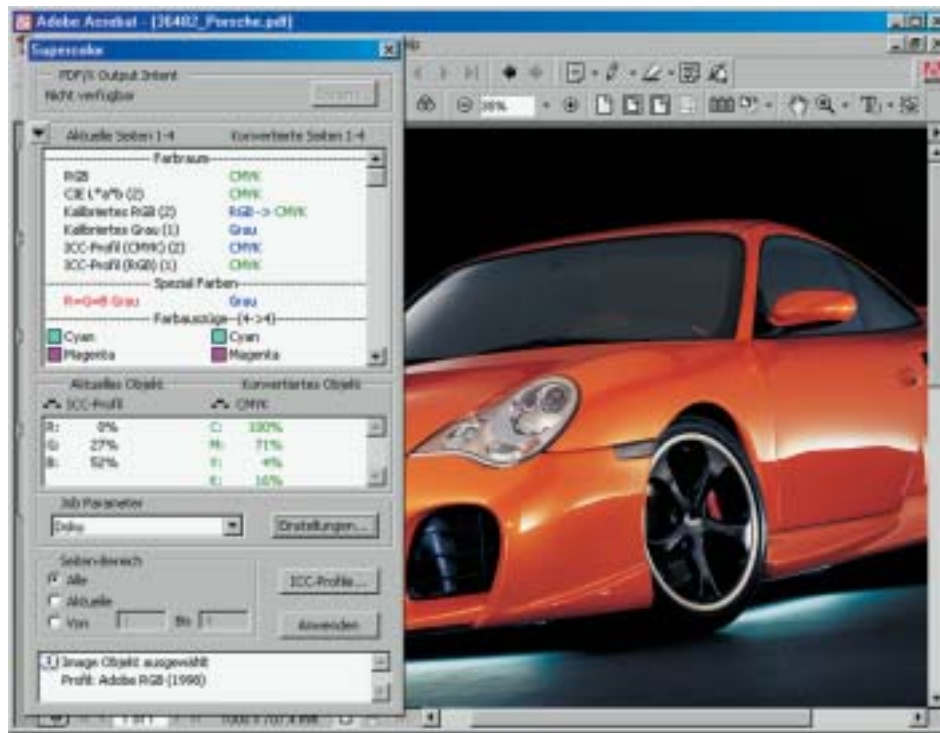 Adobe Acrobat - [36402_Porsche.pdf]
Supercolor
PDF/X Output Intent
Nicht verfügbar
38%
Aktuelle Seiten 1-4 Konvertierte Seiten 1-4
Farbraum
RGB CMYK
CIE L*a*b (2) CMYK
Kalibriertes RGB (2) RGB -> CMYK
Kalibriertes Grau (1) Grau
ICC-Profil (CMYK) (2) CMYK
ICC-Profil (RGB) (1) CMYK
Spezial Farben
R=G=B Grau Grau
Farbauszüge (4->4)
Cyan Cyan
Magenta Magenta
Aktuelles Objekt Konvertiertes Objekt
ICC-Profil CMYK
R: 0% C: 100%
G: 27% M: 71%
B: 52% Y: 4%
K: 16%
Job Parameter
Einstellungen...
Seiten-Bereich
Alle
ICC-Profile...
Aktuelle
Von Bis
Anwenden
Image Objekt ausgewählt
Profil: Adobe RGB (1998)